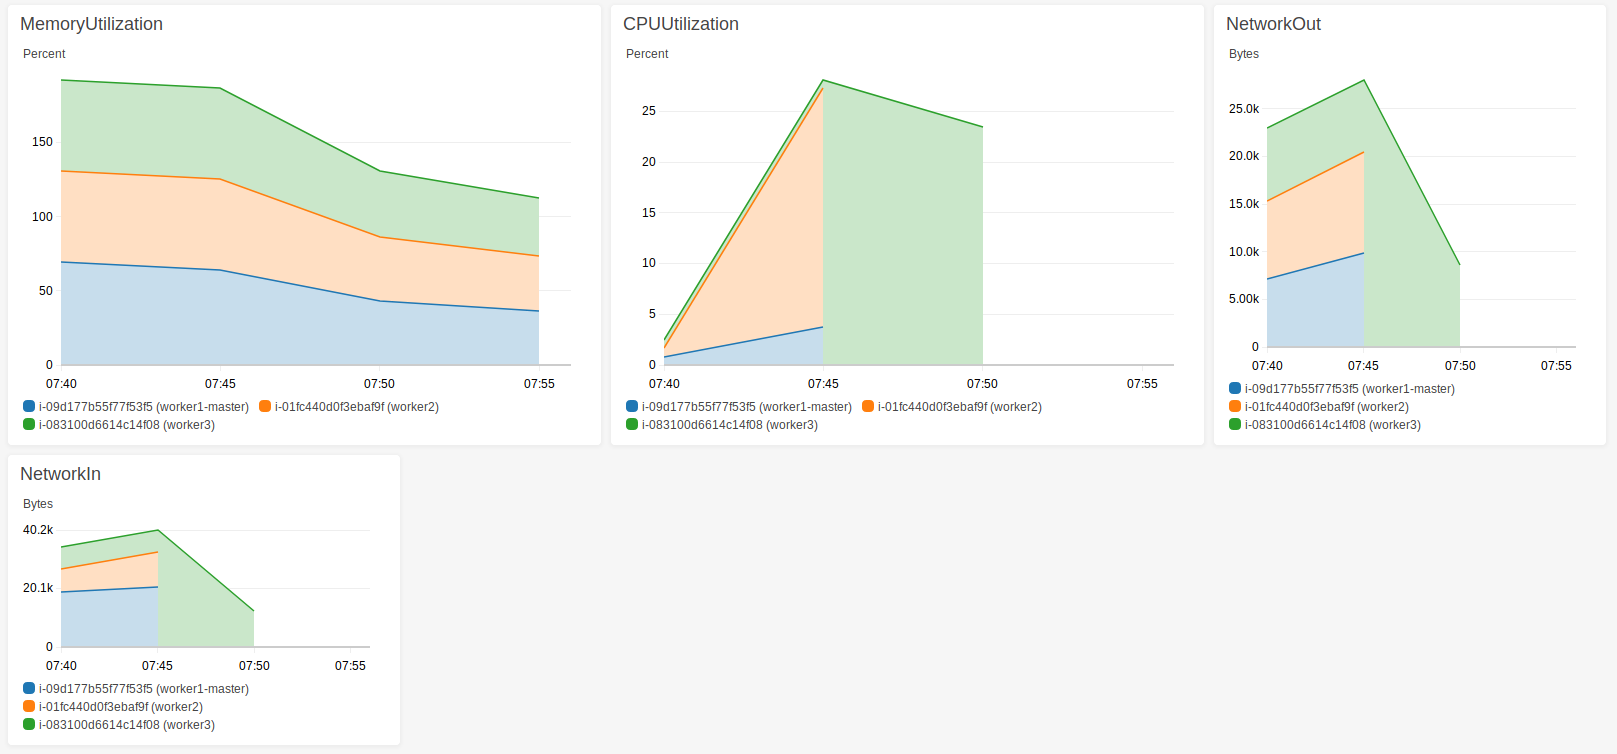 MemoryUtilization
Percent
150
100
50
0
07:40 07:45 07:50 07:55
i-09d177b55f77f53f5 (worker1-master) i-01fc440d0f3ebaf9f (worker2)
i-083100d6614c14f08 (worker3)
CPUUtilization
Percent
25
20
15
10
5
0
07:40 07:45 07:50 07:55
i-09d177b55f77f53f5 (worker1-master) i-01fc440d0f3ebaf9f (worker2)
i-083100d6614c14f08 (worker3)
NetworkOut
Bytes
25.0k
20.0k
15.0k
10.0k
5.00k
0
07:40 07:45 07:50 07:55
i-09d177b55f77f53f5 (worker1-master)
i-01fc440d0f3ebaf9f (worker2)
i-083100d6614c14f08 (worker3)
NetworkIn
Bytes
40.2k
20.1k
0
07:40 07:45 07:50 07:55
i-09d177b55f77f53f5 (worker1-master)
i-01fc440d0f3ebaf9f (worker2)
i-083100d6614c14f08 (worker3)